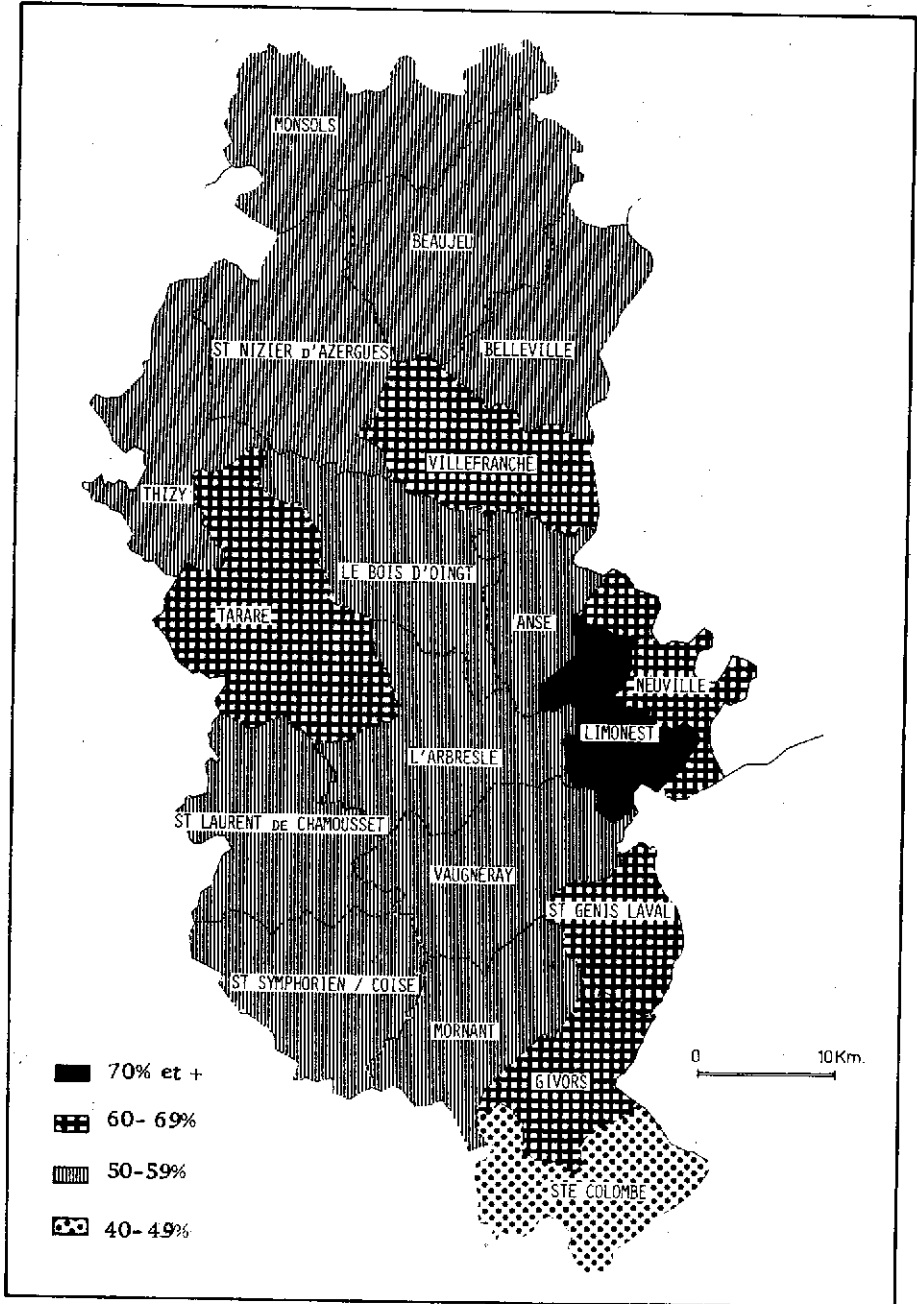 MONSOLS
BEAUJEU
ST NIZIER D'AZERGUES
BELLEVILLE
VILLEFRANCHE
THIZY
LE BOIS D'OINGT
TARARE
ANSE
NEUVILLE
LIMONEST
L'ARBRESLE
ST LAURENT DE CHAMOUSSET
VAUGNERAY
ST GENIS LAVAL
ST SYMPHORIEN / COISE
MORNANT
0 10Km.
GIVORS
STE COLOMBE
70% et +
60-69%
50-59%
40-49%